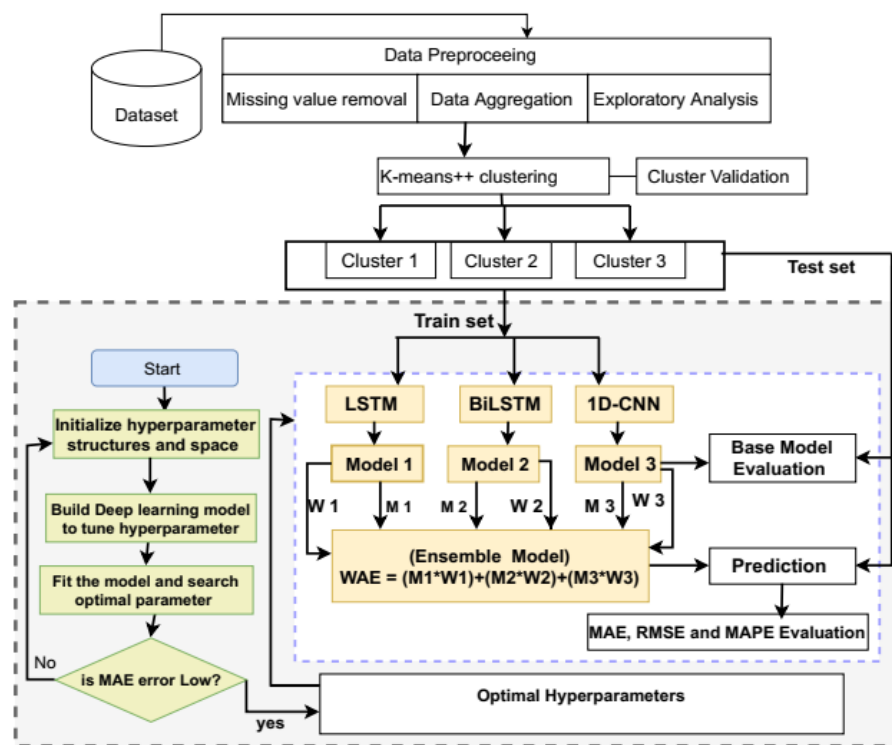 Data Preproceeing
Dataset
Missing value removal
Data Aggregation
Exploratory Analysis
K-means++ clustering
Cluster Validation
Cluster 1
Cluster 2
Cluster 3
Test set
Train set
Start
Initialize hyperparameter
structures and space
Build Deep learning model
to tune hyperparameter
Fit the model and search
optimal parameter
is MAE error Low?
No
yes
Optimal Hyperparameters
LSTM
BiLSTM
1D-CNN
Model 1
Model 2
Model 3
Base Model
Evaluation
W 1
M 1
M 2
W 2
M 3
W 3
(Ensemble Model)
WAE = (M1*W1)+(M2*W2)+(M3*W3)
Prediction
MAE, RMSE and MAPE Evaluation